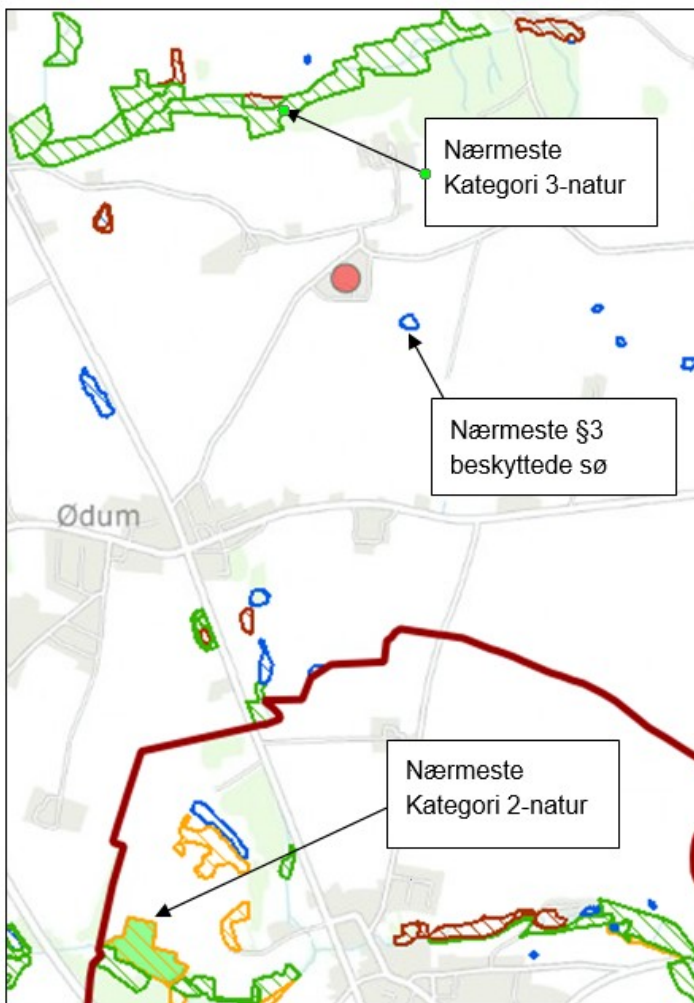 Nærmeste
Kategori 3-natur
Nærmeste §3
beskyttede sø
Ødum
Nærmeste
Kategori 2-natur